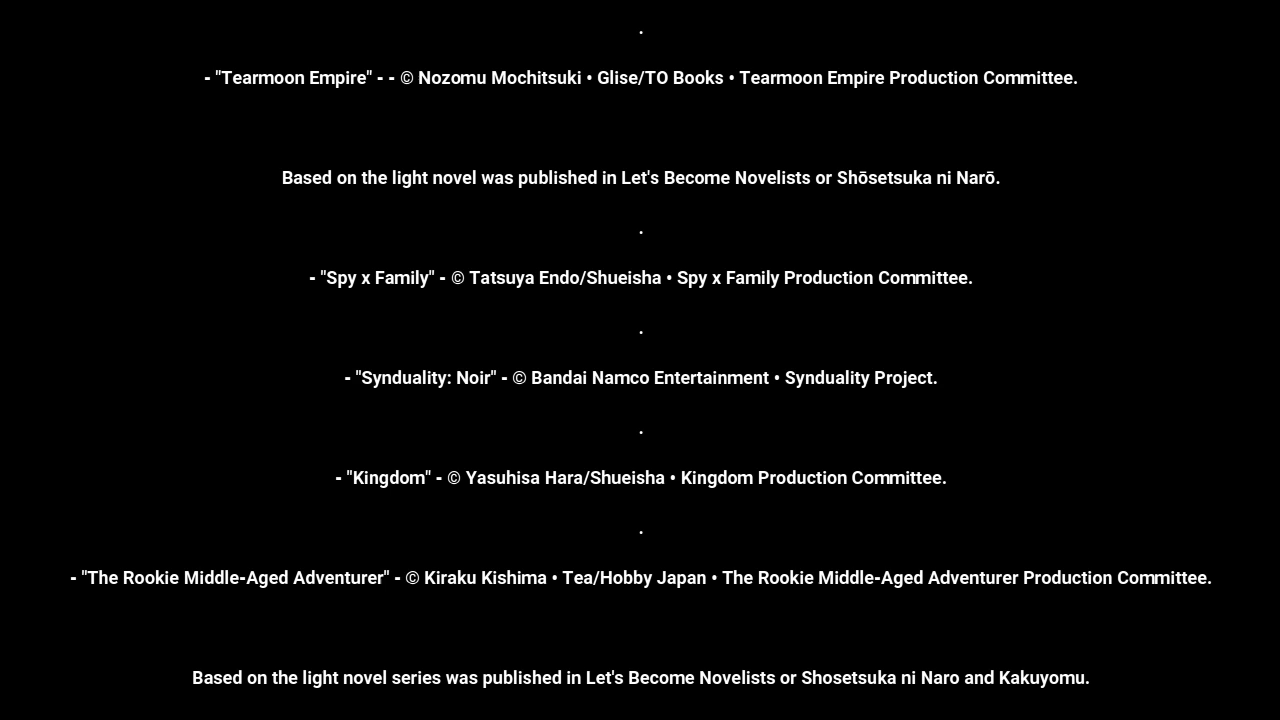 .
- "Tearmoon Empire" - - © Nozomu Mochitsuki • Glise/TO Books • Tearmoon Empire Production Committee.
Based on the light novel was published in Let's Become Novelists or Shōsetsuka ni Narō.
.
- "Spy x Family" - © Tatsuya Endo/Shueisha • Spy x Family Production Committee.
.
- "Synduality: Noir" - © Bandai Namco Entertainment • Synduality Project.
.
- "Kingdom" - © Yasuhisa Hara/Shueisha • Kingdom Production Committee.
.
- "The Rookie Middle-Aged Adventurer" - © Kiraku Kishima • Tea/Hobby Japan • The Rookie Middle-Aged Adventurer Production Committee.
Based on the light novel series was published in Let's Become Novelists or Shosetsuka ni Naro and Kakuyomu.